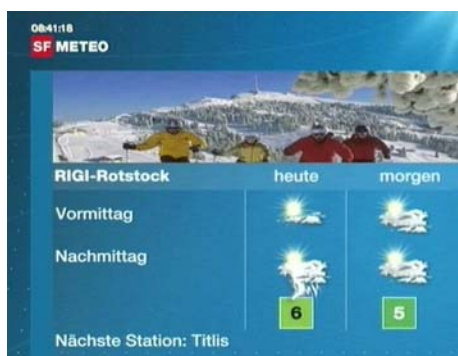 08:41:18
SF METEO
RIGI-Rotstock heute morgen
Vormittag
Nachmittag
6 5
Nächste Station: Titlis